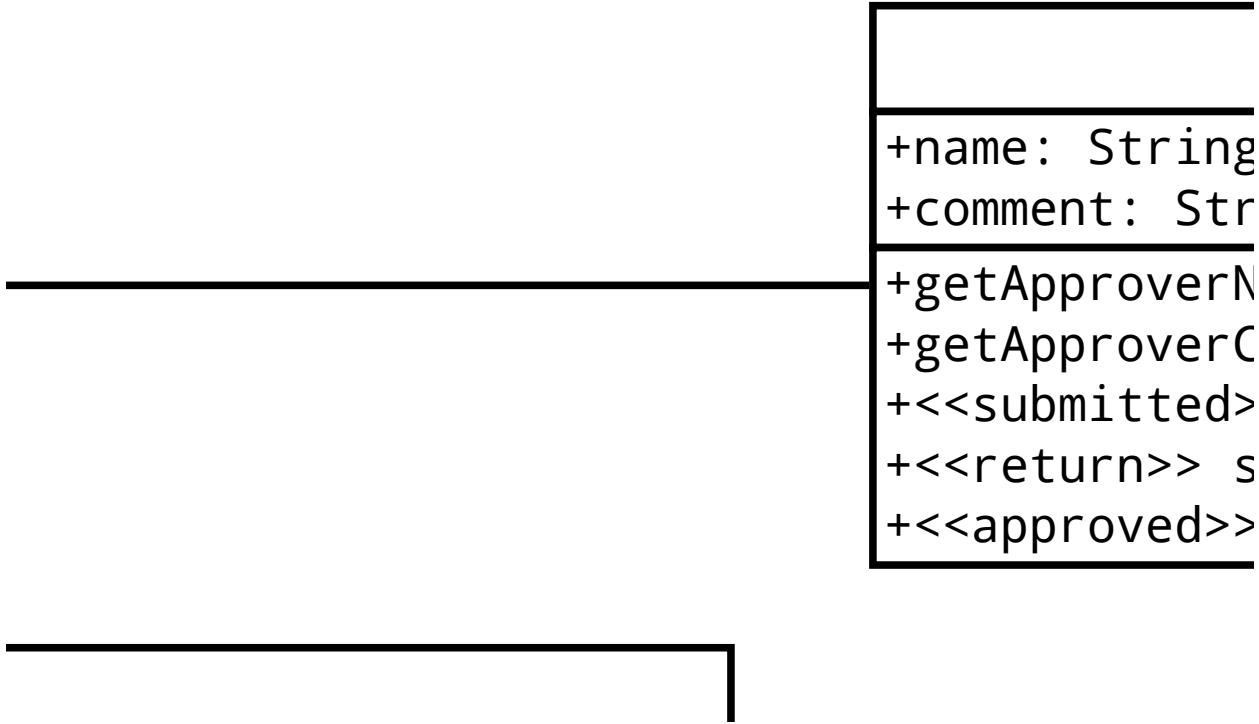 +name: String
+comment: Str
+getApproverN
+getApproverC
+<<submitted>
+<<return>> s
+<<approved>>